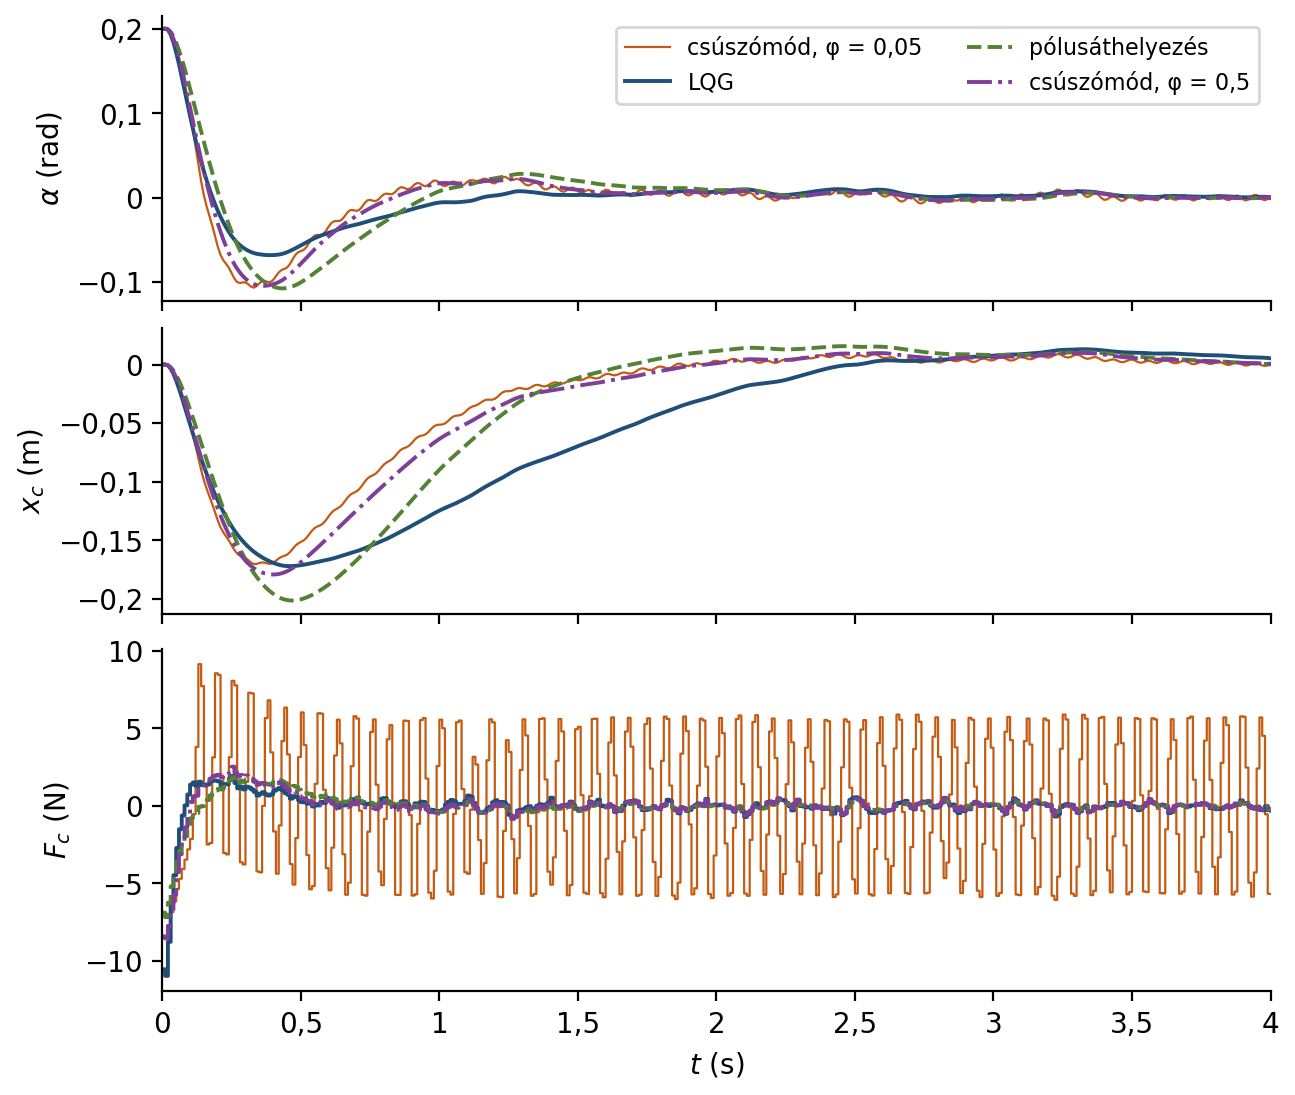 0,2
0,1
0
−0,1
α (rad)
csúszómód, φ = 0,05
LQG
pólusáthelyezés
csúszómód, φ = 0,5
0
−0,05
−0,1
−0,15
−0,2
x_c (m)
10
5
0
−5
−10
F_c (N)
0 0,5 1 1,5 2 2,5 3 3,5 4
t (s)